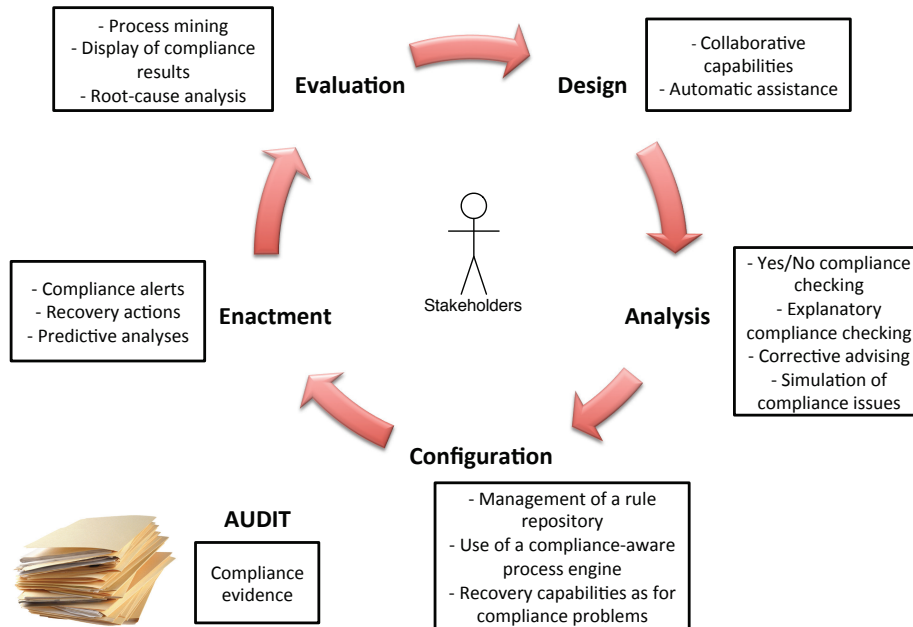 - Process mining
- Display of compliance
results
- Root-cause analysis
Evaluation
Design
- Collaborative
capabilities
- Automatic assistance
- Compliance alerts
- Recovery actions
- Predictive analyses
Enactment
Stakeholders
Analysis
- Yes/No compliance
checking
- Explanatory
compliance checking
- Corrective advising
- Simulation of
compliance issues
Configuration
- Management of a rule
repository
- Use of a compliance-aware
process engine
- Recovery capabilities as for
compliance problems
AUDIT
Compliance
evidence